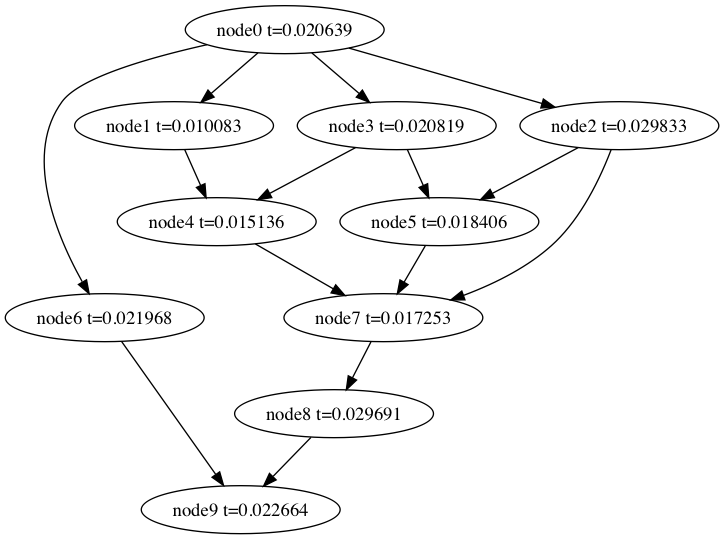 node0 t=0.020639
node1 t=0.010083
node3 t=0.020819
node2 t=0.029833
node4 t=0.015136
node5 t=0.018406
node6 t=0.021968
node7 t=0.017253
node8 t=0.029691
node9 t=0.022664